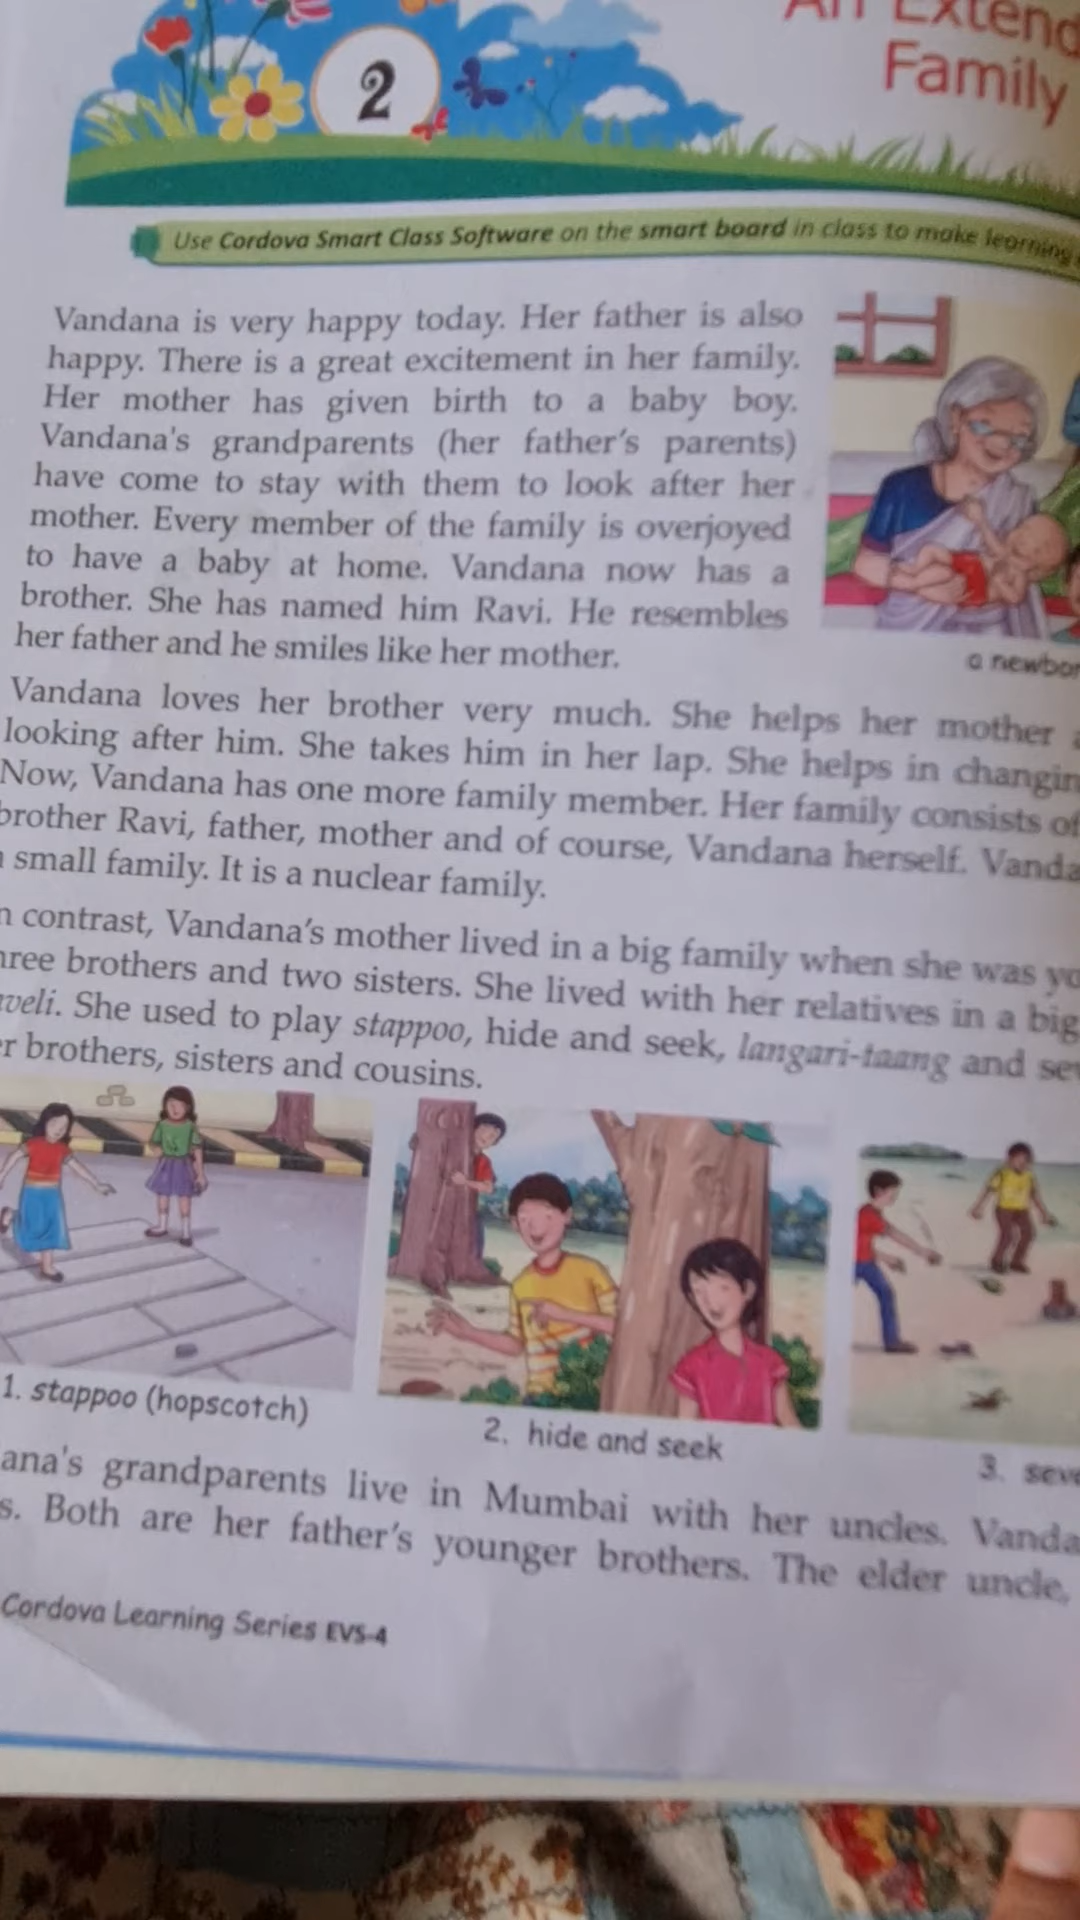 2
An Extend
Family
Use Cordova Smart Class Software on the smart board in class to make learning
Vandana is very happy today. Her father is also
happy. There is a great excitement in her family.
Her mother has given birth to a baby boy.
Vandana's grandparents (her father's parents)
have come to stay with them to look after her
mother. Every member of the family is overjoyed
to have a baby at home. Vandana now has a
brother. She has named him Ravi. He resembles
her father and he smiles like her mother.
a newbor
Vandana loves her brother very much. She helps her mother
looking after him. She takes him in her lap. She helps in changin
Now, Vandana has one more family member. Her family consists of
brother Ravi, father, mother and of course, Vandana herself. Vanda
small family. It is a nuclear family.
n contrast, Vandana's mother lived in a big family when she was yo
hree brothers and two sisters. She lived with her relatives in a big
veli. She used to play stappoo, hide and seek, langari-taang and se
er brothers, sisters and cousins.
1. stappoo (hopscotch)
2. hide and seek
3. seve
ana's grandparents live in Mumbai with her uncles. Vanda
s. Both are her father's younger brothers. The elder uncle,
Cordova Learning Series EVS-4